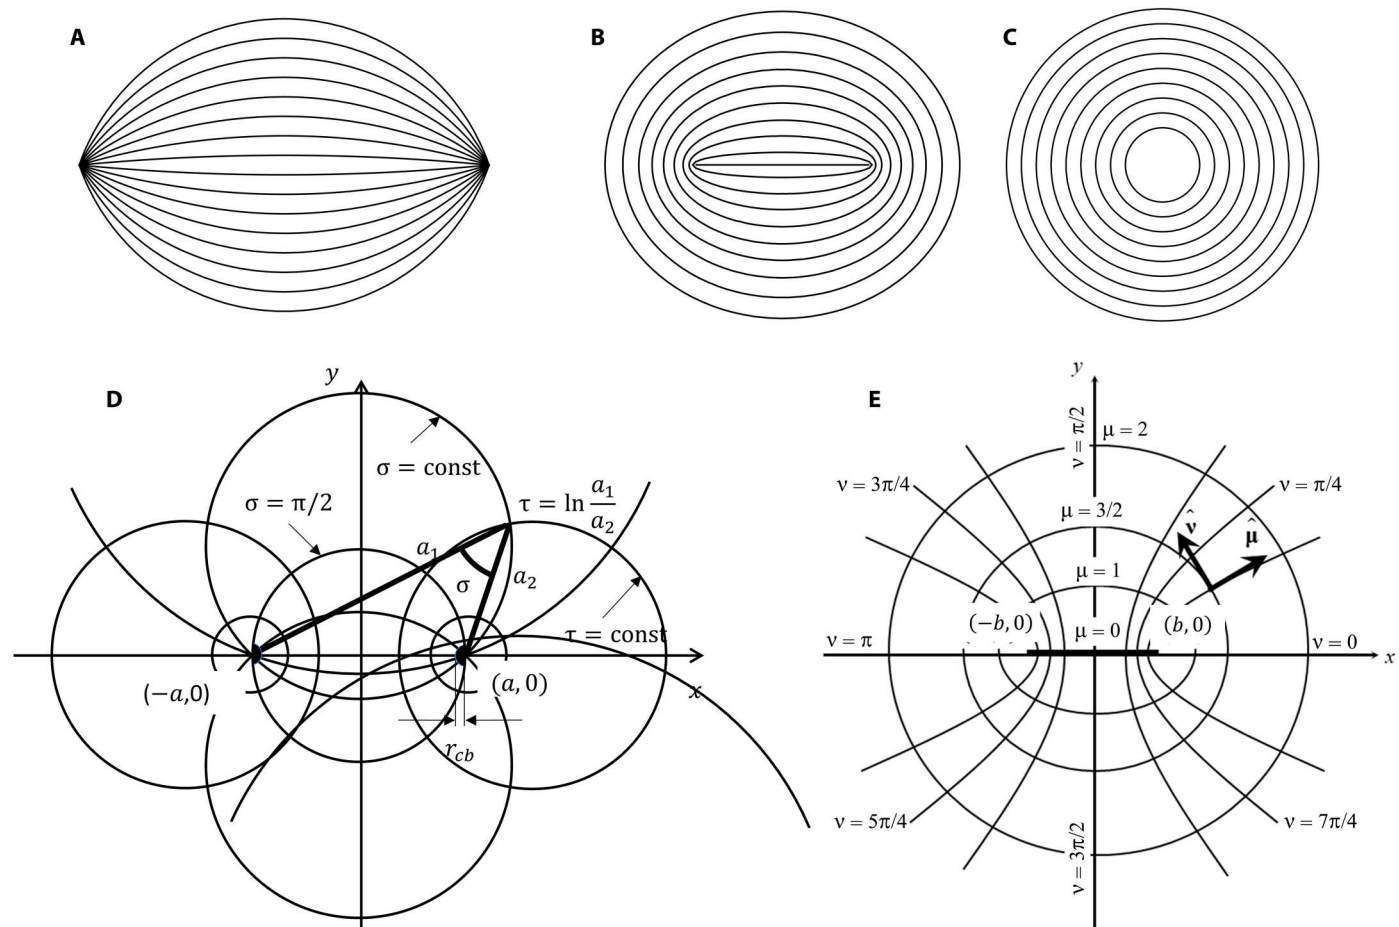 A
B
C
D
y
σ = const
σ = π/2
τ = ln a₁/a₂
a₁
σ
a₂
τ = const
(−a,0)
(a, 0)
x
r_cb
E
y
ν = π/2
μ = 2
ν = 3π/4
ν = π/4
μ = 3/2
ν̂
μ̂
μ = 1
(−b, 0)
μ = 0
(b, 0)
ν = π
ν = 0
x
ν = 5π/4
ν = 3π/2
ν = 7π/4